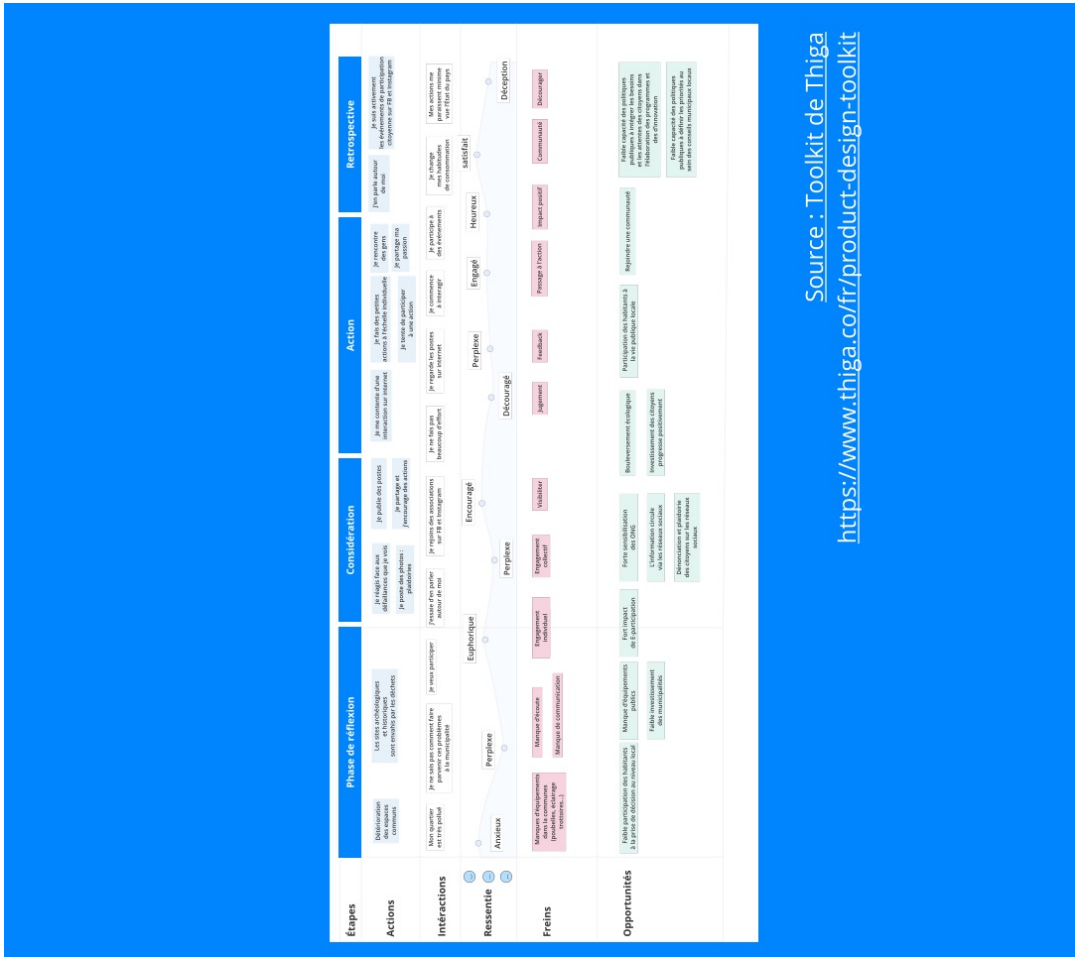 Étapes
Phase de réflexion
Considération
Action
Retrospective
Actions
Détérioration
des espaces
communs
Les sites archéologiques
et historiques
sont envahis par les déchets
Je réagis face aux
défaillances que je vois
Je poste des photos :
plaidoiries
Je publie des postes
Je partage et
j'encourage des actions
Je me contente d'una
interaction sur internet
Je fais des petites
actions à l'échelle individuelle
Je tente de participer
à une action
Je rencontre
des gens
Je partage ma
passion
J'en parle autour
de moi
Je suis activement
les événements de participation
citoyenne sur FB et Instagram
Intéractions
Mon quartier
est très pollué
Je ne sais pas comment faire
parvenir ces problèmes
à la municipalité
Je veux participer
J'essaie d'en parler
autour de moi
Je rejoins des associations
sur FB et Instagram
Je ne fais pas
beaucoup d'effort
Je regarde les postes
sur internet
Je commence
à interagir
Je participe à
des événements
Je change
mes habitudes
de consommation
Mes actions me
paraissent minime
vue l'État du pays
Ressentie
Anxieux
Perplexe
Euphorique
Perplexe
Encouragé
Découragé
Perplexe
Engagé
Heureux
satisfait
Déception
Freins
Manques d'équipements
dans la communes
(poubelles, éclairage
trottoires...)
Manque d'écoute
Manque de communication
Engagement
individuel
Engagement
collectif
Visibiliter
Jugement
Feedback
Passage à l'action
Impact positif
Communauté
Décourager
Opportunités
Faible participation des habitants
à la prise de décision au niveau local
Manque d'équipements
publics
Faible investissement
des municipalités
Fort impact
de E-participation
Forte sensibilisation
des ONG
L'information circule
via les réseaux sociaux
Dénonciation et plaidoirie
des citoyens sur les réseaux
sociaux
Bouleversement écologique
Investissement des citoyens
progresse positivement
Participation des habitants à
la vie publique locale
Rejoindre une communauté
Faible capacité des politiques
publiques à intégrer les besoins
et les attentes des citoyens dans
l'élaboration des programmes et
des d'innovation
Faible capacité des politiques
publiques à définir les priorités au
sein des conseils municipaux locaux
Source : Toolkit de Thiga
https://www.thiga.co/fr/product-design-toolkit